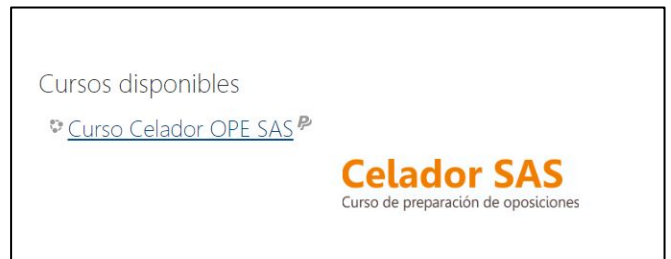 Cursos disponibles
Curso Celador OPE SAS
Celador SAS
Curso de preparación de oposiciones